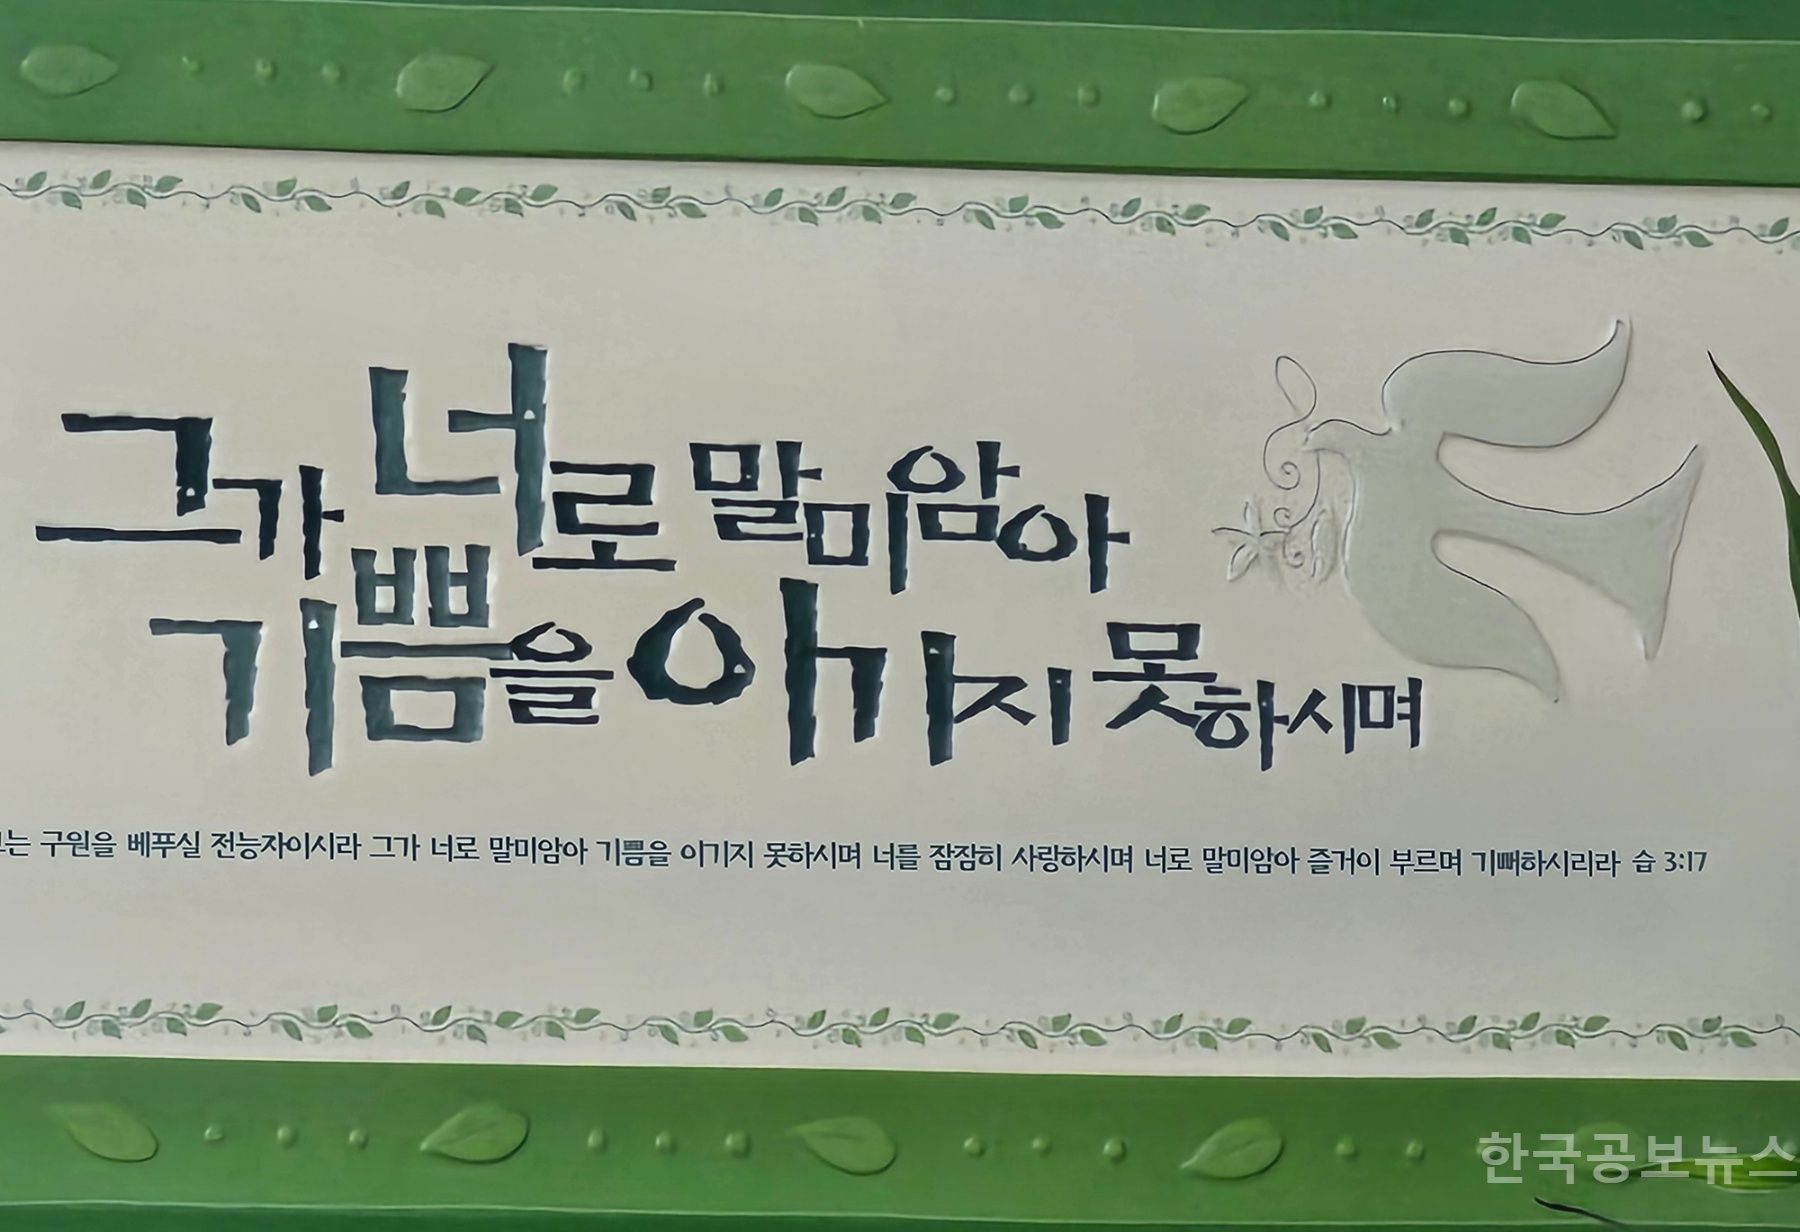 그가 너로 말미암아
기쁨을 이기지 못하시며
는 구원을 베푸실 전능자이시라 그가 너로 말미암아 기쁨을 이기지 못하시며 너를 잠잠히 사랑하시며 너로 말미암아 즐거이 부르며 기뻐하시리라 습 3:17
한국공보뉴스